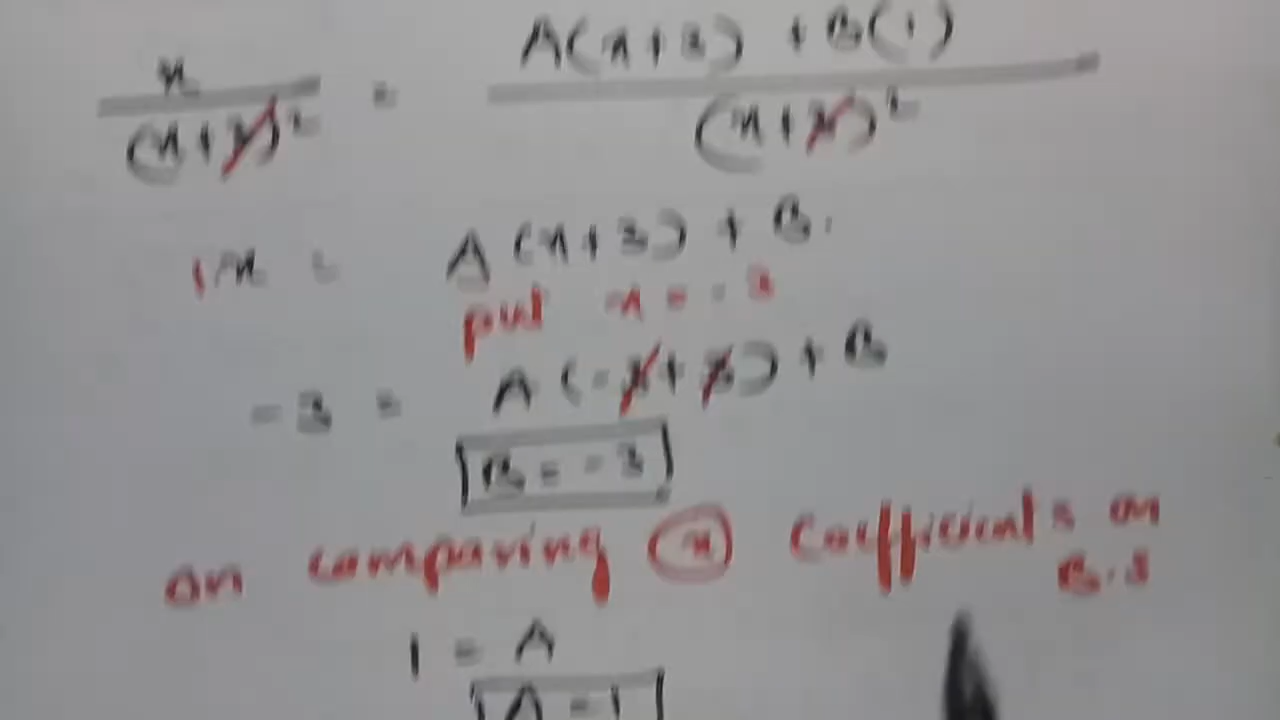 x/(x+3)² = A(x+3) + B(1)/(x+3)²
1x = A(x+3) + B.
put x = -3
-3 = A(-3+3) + B
B = -3
on comparing x Coefficients on B.S
1 = A
A = 1